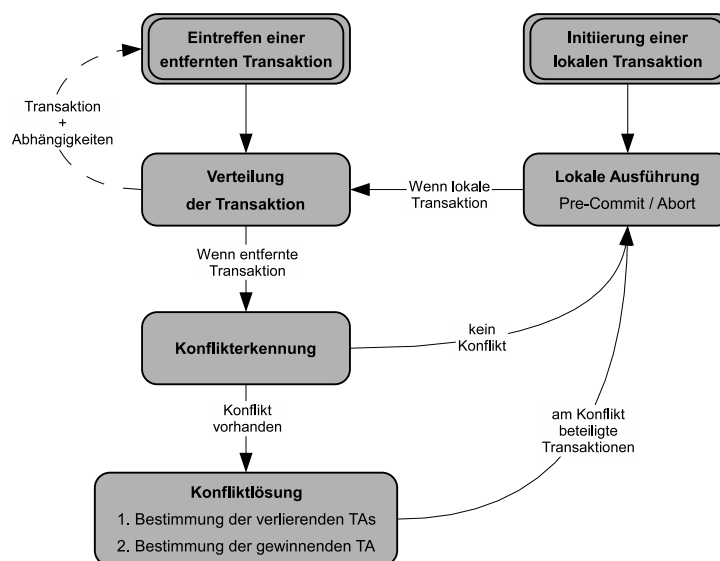 Eintreffen einer
entfernten Transaktion
Initiierung einer
lokalen Transaktion
Transaktion
+
Abhängigkeiten
Verteilung
der Transaktion
Wenn lokale
Transaktion
Lokale Ausführung
Pre-Commit / Abort
Wenn entfernte
Transaktion
Konflikterkennung
kein
Konflikt
Konflikt
vorhanden
am Konflikt
beteiligte
Transaktionen
Konfliktlösung
1. Bestimmung der verlierenden TAs
2. Bestimmung der gewinnenden TA